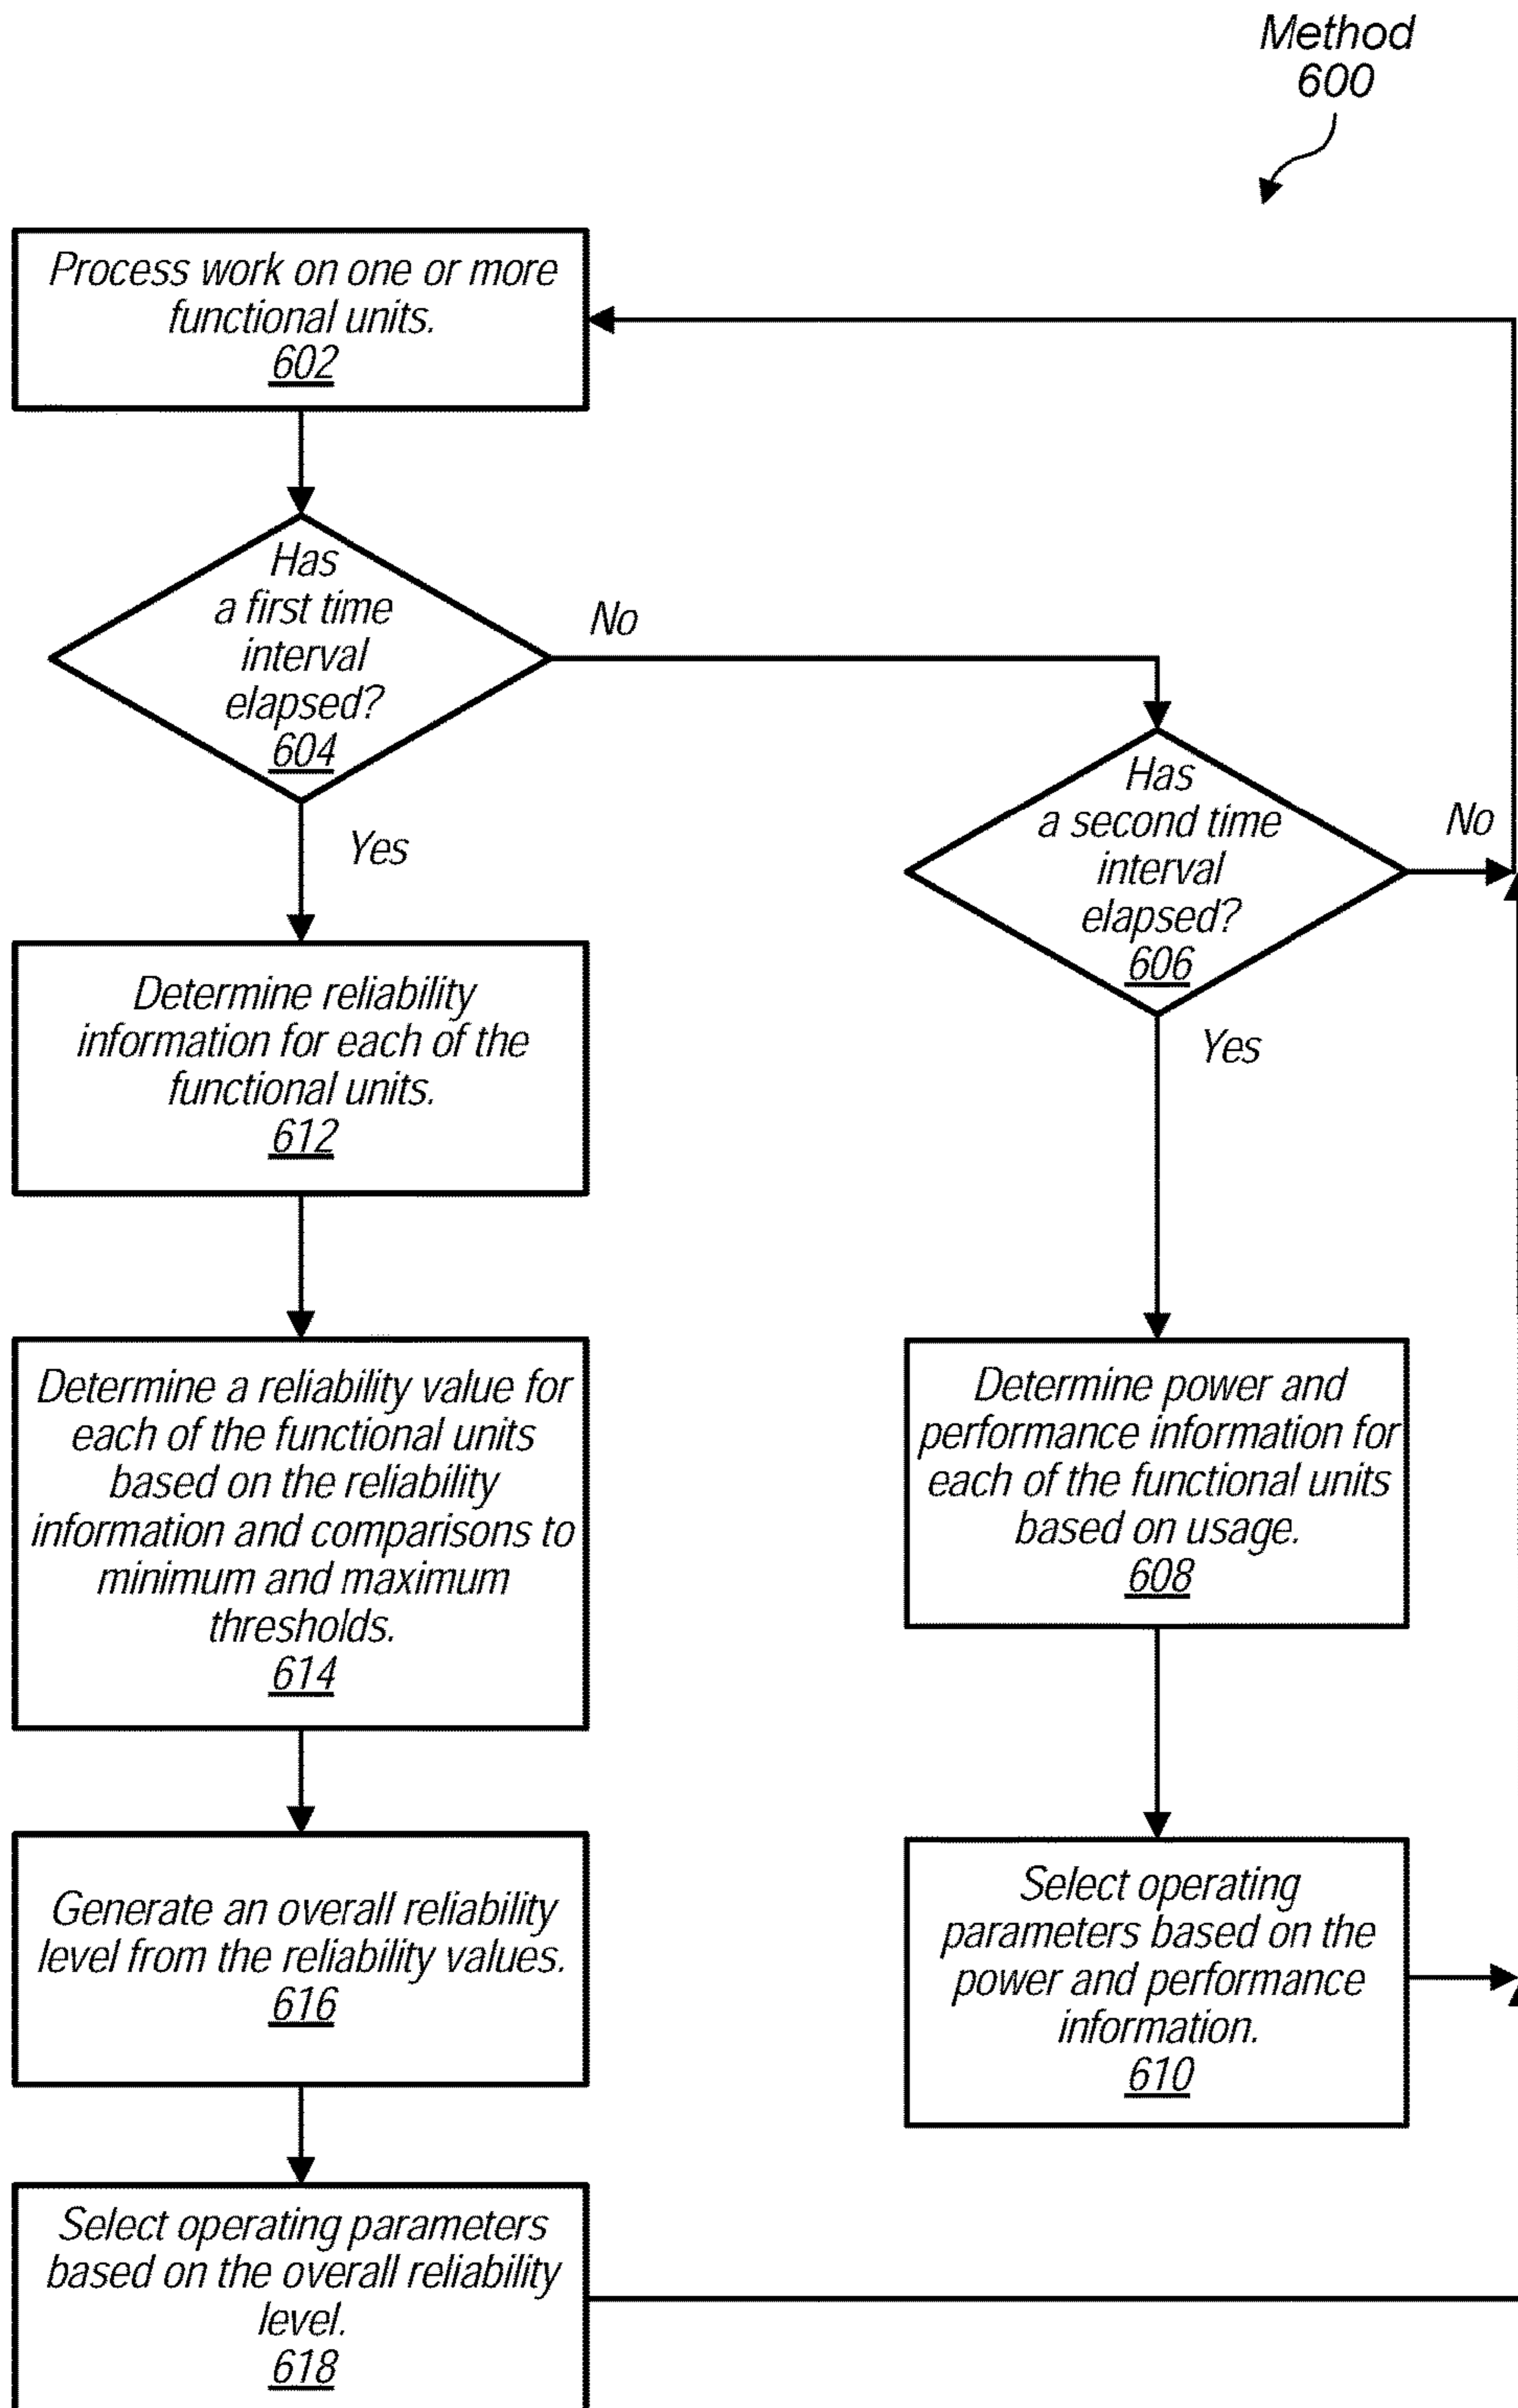 Method
600
Process work on one or more
functional units.
602
Has
a first time
interval
elapsed?
604
No
Yes
Has
a second time
interval
elapsed?
606
No
Yes
Determine reliability
information for each of the
functional units.
612
Determine a reliability value for
each of the functional units
based on the reliability
information and comparisons to
minimum and maximum
thresholds.
614
Determine power and
performance information for
each of the functional units
based on usage.
608
Generate an overall reliability
level from the reliability values.
616
Select operating
parameters based on the
power and performance
information.
610
Select operating parameters
based on the overall reliability
level.
618